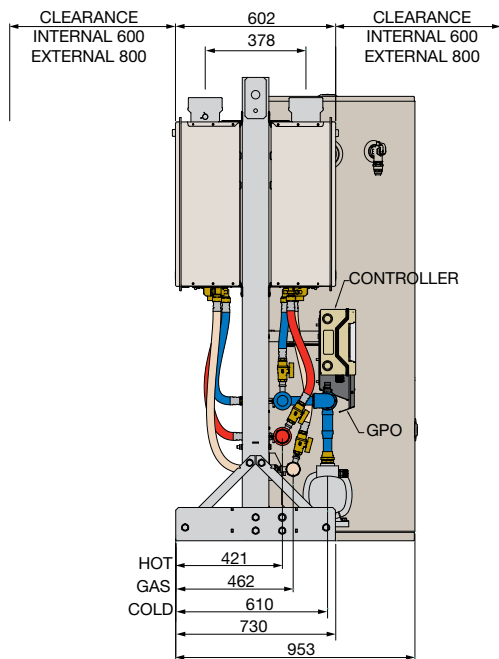 CLEARANCE
INTERNAL 600
EXTERNAL 800
602
378
CLEARANCE
INTERNAL 600
EXTERNAL 800
CONTROLLER
GPO
HOT 421
GAS 462
COLD 610
730
953